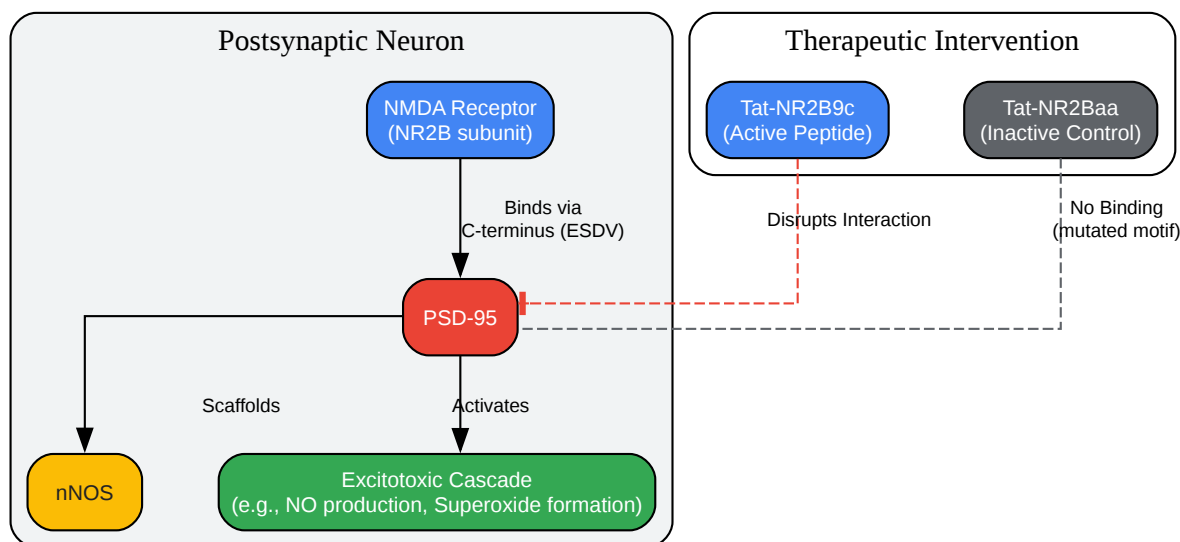 Postsynaptic Neuron
Therapeutic Intervention
NMDA Receptor
(NR2B subunit)
Tat-NR2B9c
(Active Peptide)
Tat-NR2Baa
(Inactive Control)
Binds via
C-terminus (ESDV)
Disrupts Interaction
No Binding
(mutated motif)
PSD-95
Scaffolds
Activates
nNOS
Excitotoxic Cascade
(e.g., NO production, Superoxide formation)